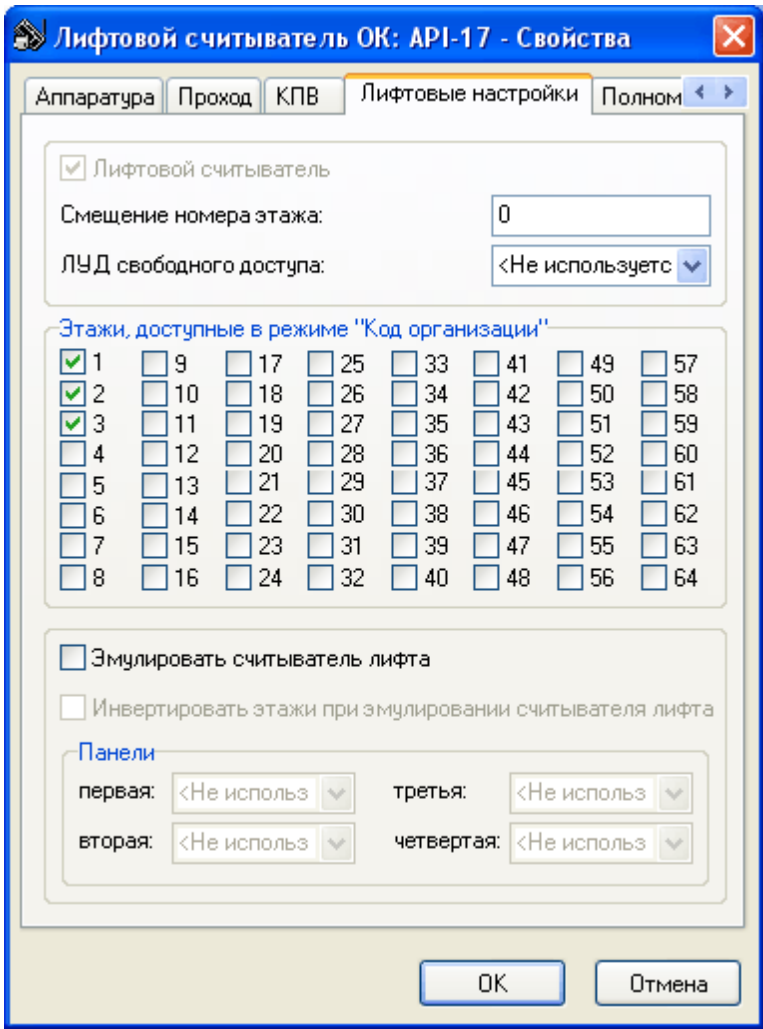 Лифтовой считыватель ОК: API-17 - Свойства
Аппаратура Проход КПВ Лифтовые настройки Полном
Лифтовой считыватель
Смещение номера этажа: 0
ЛУД свободного доступа: <Не используетс
Этажи, доступные в режиме "Код организации"
1 9 17 25 33 41 49 57
2 10 18 26 34 42 50 58
3 11 19 27 35 43 51 59
4 12 20 28 36 44 52 60
5 13 21 29 37 45 53 61
6 14 22 30 38 46 54 62
7 15 23 31 39 47 55 63
8 16 24 32 40 48 56 64
Эмулировать считыватель лифта
Инвертировать этажи при эмулировании считывателя лифта
Панели
первая: <Не использ третья: <Не использ
вторая: <Не использ четвертая: <Не использ
OK Отмена